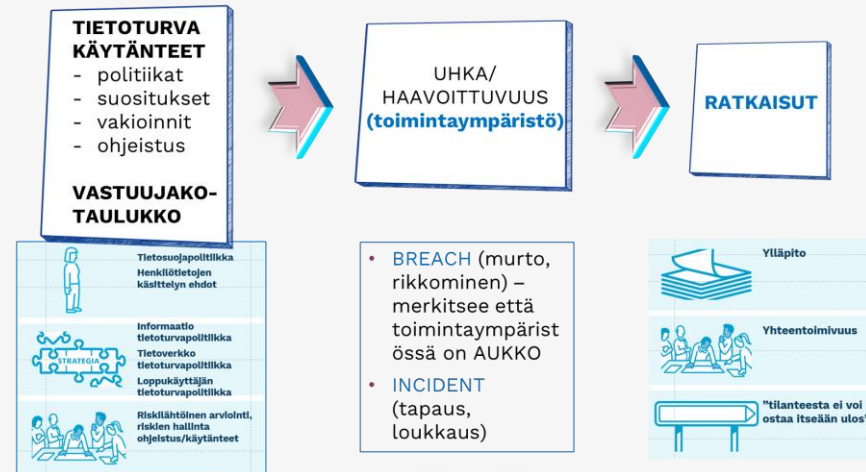 TIETOTURVA
KÄYTÄNTEET
- politiikat
- suositukset
- vakioinnit
- ohjeistus
VASTUUJAKO-
TAULUKKO
UHKA/
HAAVOITTUVUUS
(toimintaympäristö)
RATKAISUT
Tietosuojapolitiikka
Henkilötietojen
käsittelyn ehdot
STRATEGIA
Informaatio
tietoturvapolitiikka
Tietoverkko
tietoturvapolitiikka
Loppukäyttäjän
tietoturvapolitiikka
Riskilähtöinen arviointi,
riskien hallinta
ohjeistus/käytänteet
• BREACH (murto,
rikkominen) –
merkitsee että
toimintaympärist
össä on AUKKO
• INCIDENT
(tapaus,
loukkaus)
Ylläpito
Yhteentoimivuus
"tilanteesta ei voi
ostaa itseään ulos"